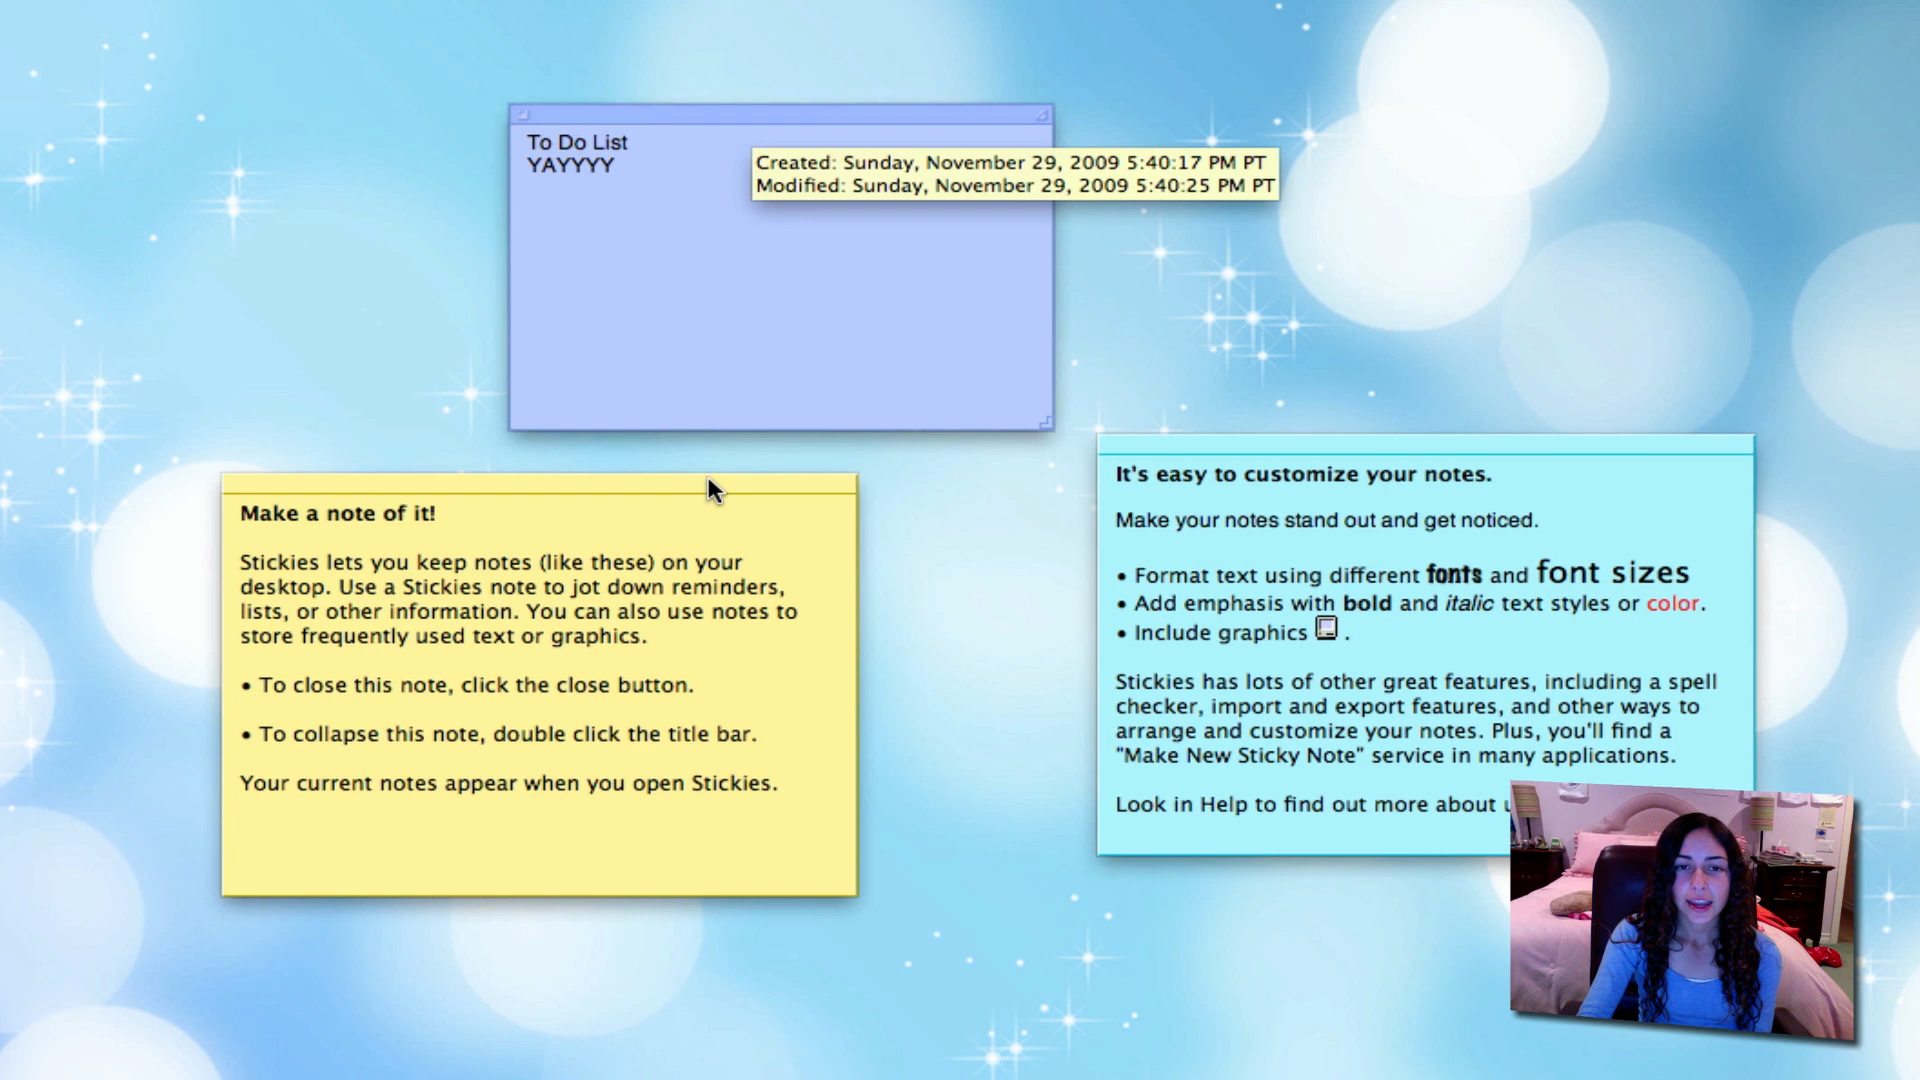 To Do List
YAYYYY
Created: Sunday, November 29, 2009 5:40:17 PM PT
Modified: Sunday, November 29, 2009 5:40:25 PM PT
Make a note of it!
Stickies lets you keep notes (like these) on your
desktop. Use a Stickies note to jot down reminders,
lists, or other information. You can also use notes to
store frequently used text or graphics.
• To close this note, click the close button.
• To collapse this note, double click the title bar.
Your current notes appear when you open Stickies.
It's easy to customize your notes.
Make your notes stand out and get noticed.
• Format text using different fonts and font sizes
• Add emphasis with bold and italic text styles or color.
• Include graphics .
Stickies has lots of other great features, including a spell
checker, import and export features, and other ways to
arrange and customize your notes. Plus, you'll find a
"Make New Sticky Note" service in many applications.
Look in Help to find out more about